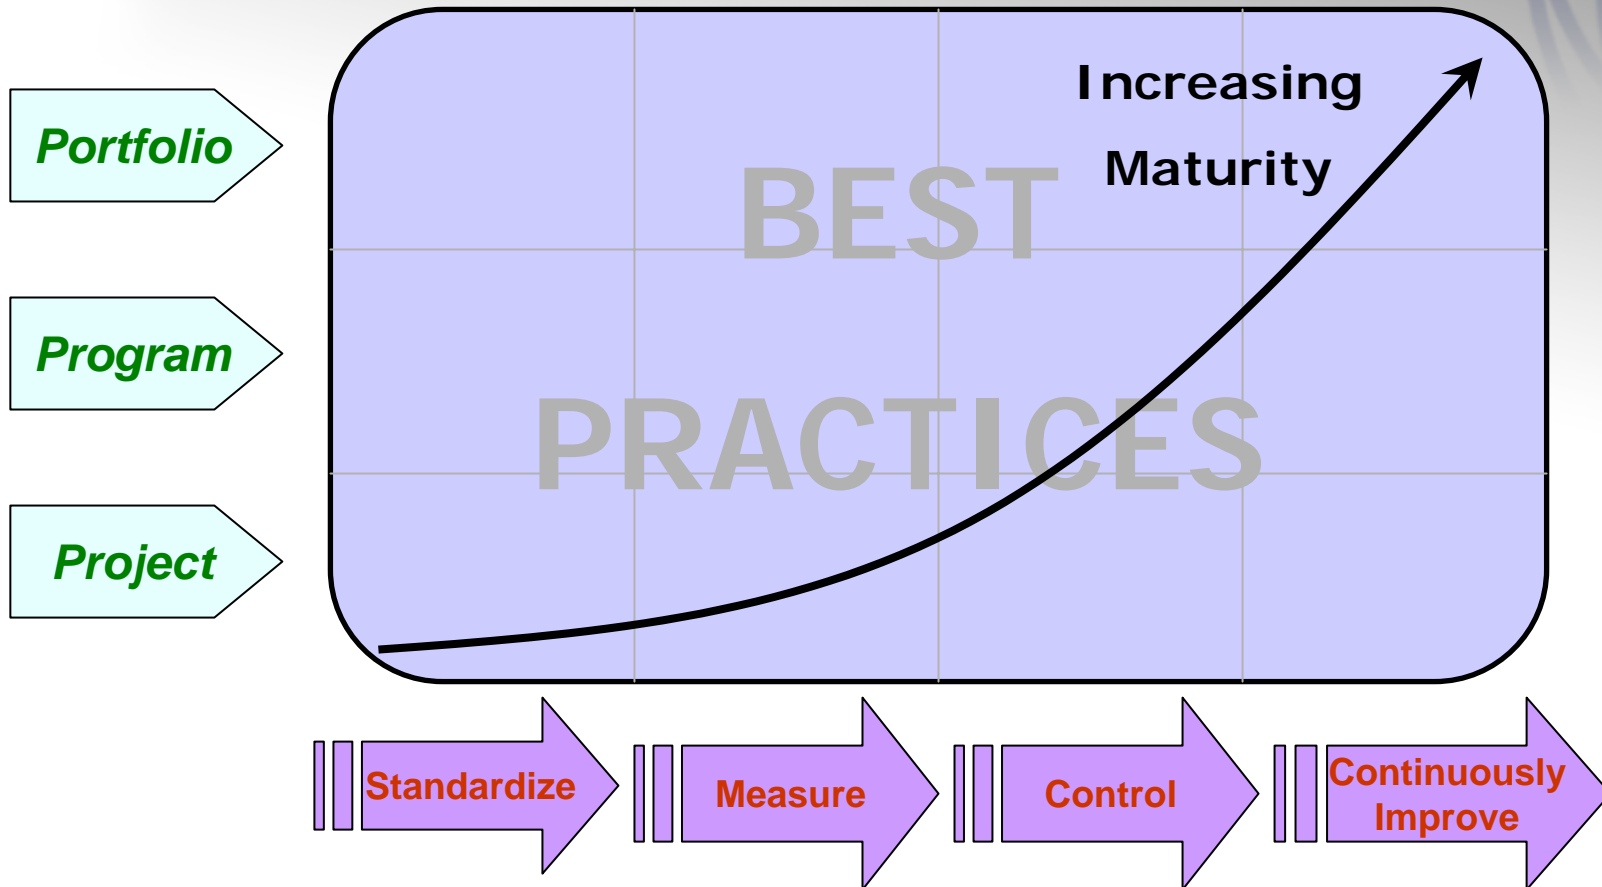 Increasing
Maturity
Portfolio
BEST
Program
PRACTICES
Project
Standardize
Measure
Control
Continuously
Improve